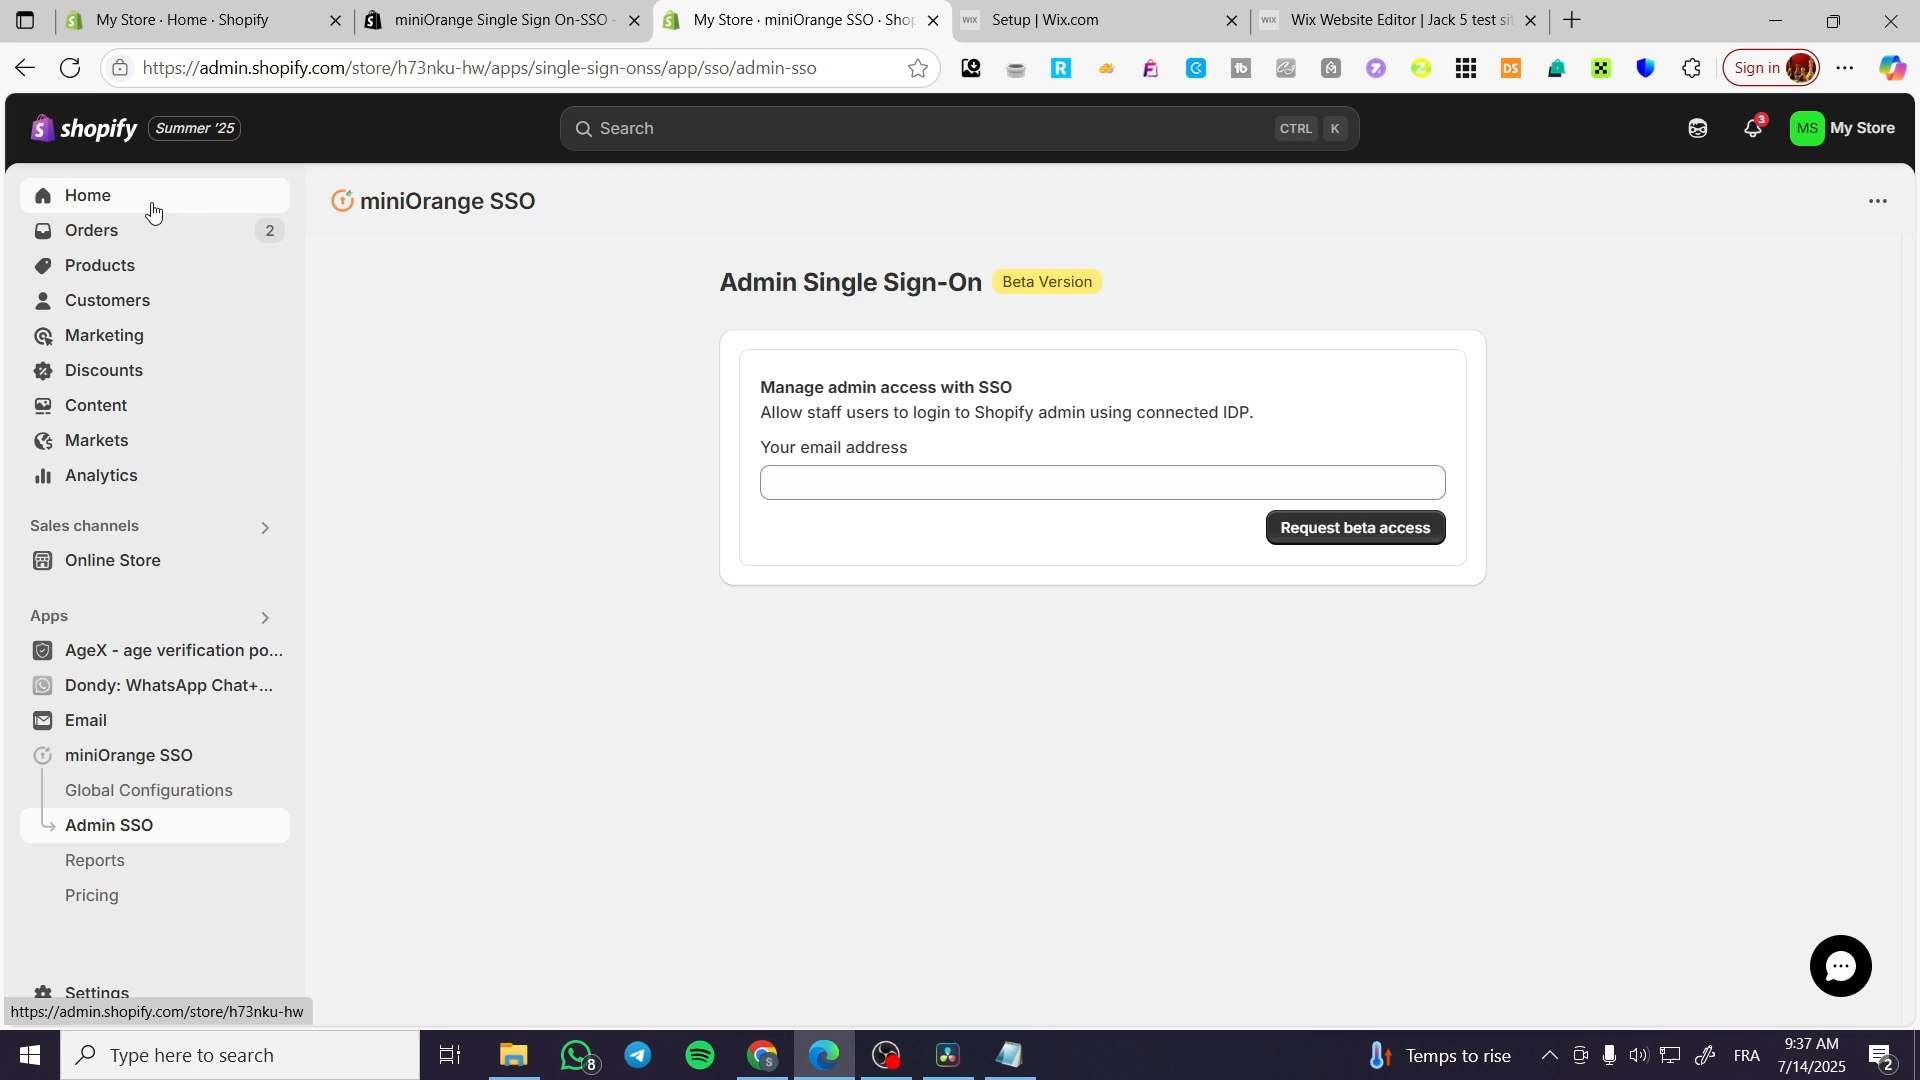 My Store · Home · Shopify
miniOrange Single Sign On-SSO
My Store · miniOrange SSO · Shop
WIX
Setup | Wix.com
WIX
Wix Website Editor | Jack 5 test si
https://admin.shopify.com/store/h73nku-hw/apps/single-sign-onss/app/sso/admin-sso
R
1b
DS
Sign in
shopify
Summer '25
Search
CTRL
K
3
MS
My Store
Home
Orders
2
Products
Customers
Marketing
Discounts
Content
Markets
Analytics
Sales channels
Online Store
Apps
AgeX - age verification po...
Dondy: WhatsApp Chat+...
Email
miniOrange SSO
Global Configurations
Admin SSO
Reports
Pricing
Settings
https://admin.shopify.com/store/h73nku-hw
miniOrange SSO
Admin Single Sign-On
Beta Version
Manage admin access with SSO
Allow staff users to login to Shopify admin using connected IDP.
Your email address
Request beta access
Type here to search
8
S
Temps to rise
FRA
9:37 AM
7/14/2025
2